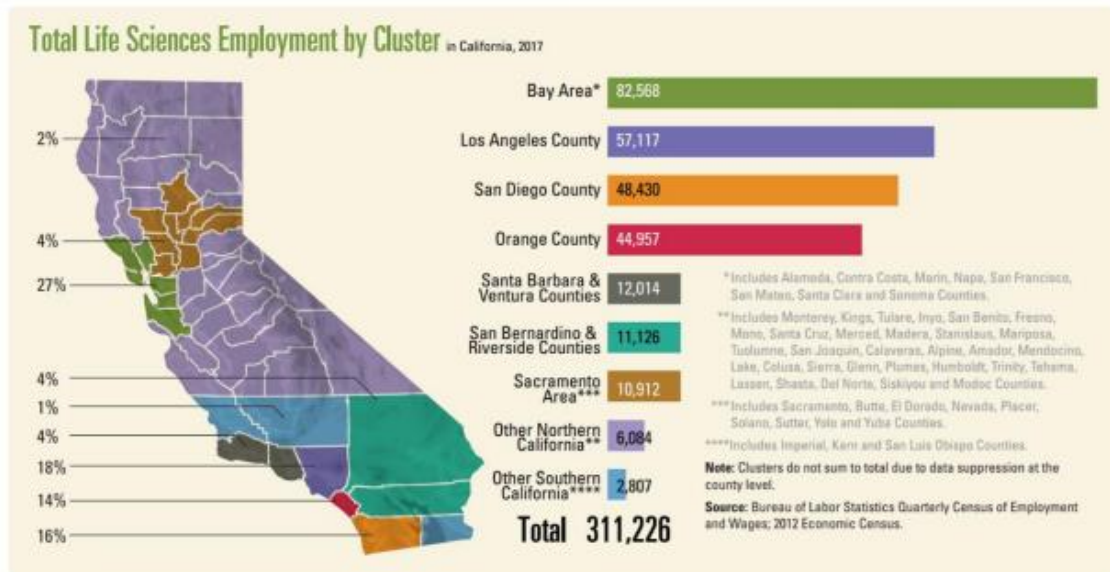 Total Life Sciences Employment by Cluster in California, 2017
2%
4%
27%
4%
1%
4%
18%
14%
16%
Bay Area* 82,568
Los Angeles County 57,117
San Diego County 48,430
Orange County 44,957
Santa Barbara &
Ventura Counties 12,014
San Bernardino &
Riverside Counties 11,126
Sacramento
Area*** 10,912
Other Northern
California** 6,084
Other Southern
California**** 2,807
Total 311,226
*Includes Alameda, Contra Costa, Marin, Napa, San Francisco,
San Mateo, Santa Clara and Sonoma Counties.
**Includes Monterey, Kings, Tulare, Inyo, San Benito, Fresno,
Mono, Santa Cruz, Merced, Madera, Stanislaus, Mariposa,
Tuolumne, San Joaquin, Calaveras, Alpine, Amador, Mendocino,
Lake, Colusa, Sierra, Glenn, Plumas, Humboldt, Trinity, Tehama,
Lassen, Shasta, Del Norte, Siskiyou and Modoc Counties.
***Includes Sacramento, Butte, El Dorado, Nevada, Placer,
Solano, Sutter, Yolo and Yuba Counties.
****Includes Imperial, Kern and San Luis Obispo Counties.
Note: Clusters do not sum to total due to data suppression at the
county level.
Source: Bureau of Labor Statistics Quarterly Census of Employment
and Wages; 2012 Economic Census.